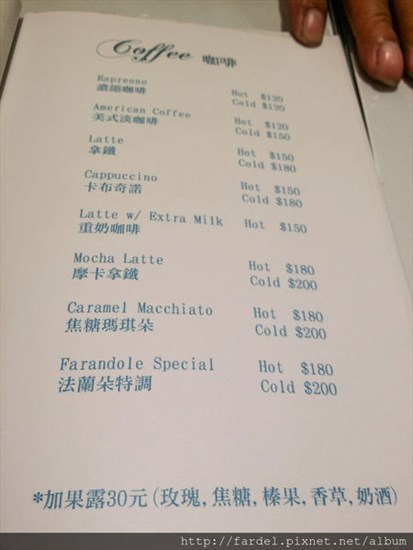 Coffee 咖啡
Espresso Hot $120
濃縮咖啡 Cold $120
American Coffee Hot $120
美式淡咖啡 Cold $150
Latte Hot $150
拿鐵 Cold $180
Cappuccino Hot $150
卡布奇諾 Cold $180
Latte w/ Extra Milk Hot $150
重奶咖啡
Mocha Latte Hot $180
摩卡拿鐵 Cold $200
Caramel Macchiato Hot $180
焦糖瑪琪朵 Cold $200
Farandole Special Hot $180
法蘭朵特調 Cold $200
*加果露30元(玫瑰,焦糖,榛果,香草,奶酒)
http://fardel.pixnet.net/album